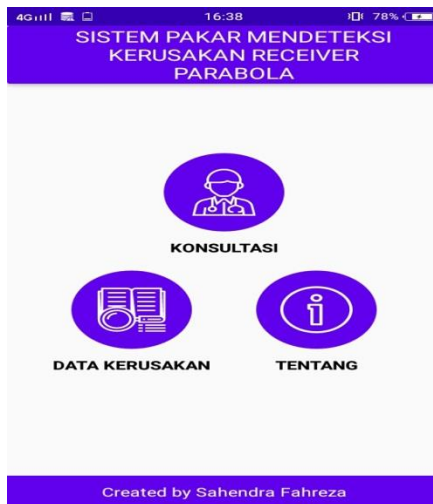 4G 16:38 78%
SISTEM PAKAR MENDETEKSI
KERUSAKAN RECEIVER
PARABOLA
KONSULTASI
DATA KERUSAKAN TENTANG
Created by Sahendra Fahreza